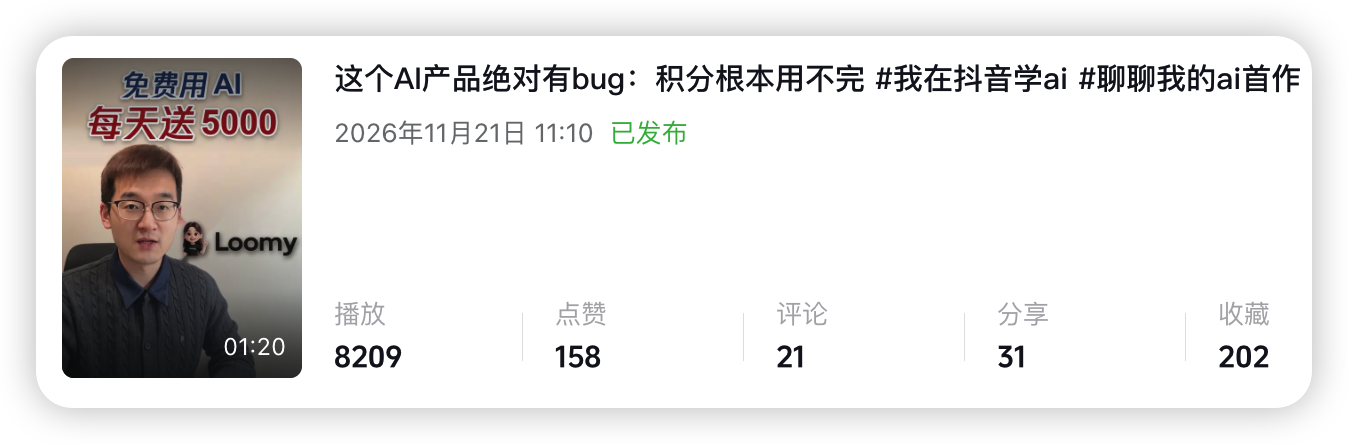 免费用 AI
每天送 5000
Loomy
01:20
这个AI产品绝对有bug：积分根本用不完 #我在抖音学ai #聊聊我的ai首作
2026年11月21日 11:10 已发布
播放 点赞 评论 分享 收藏
8209 158 21 31 202